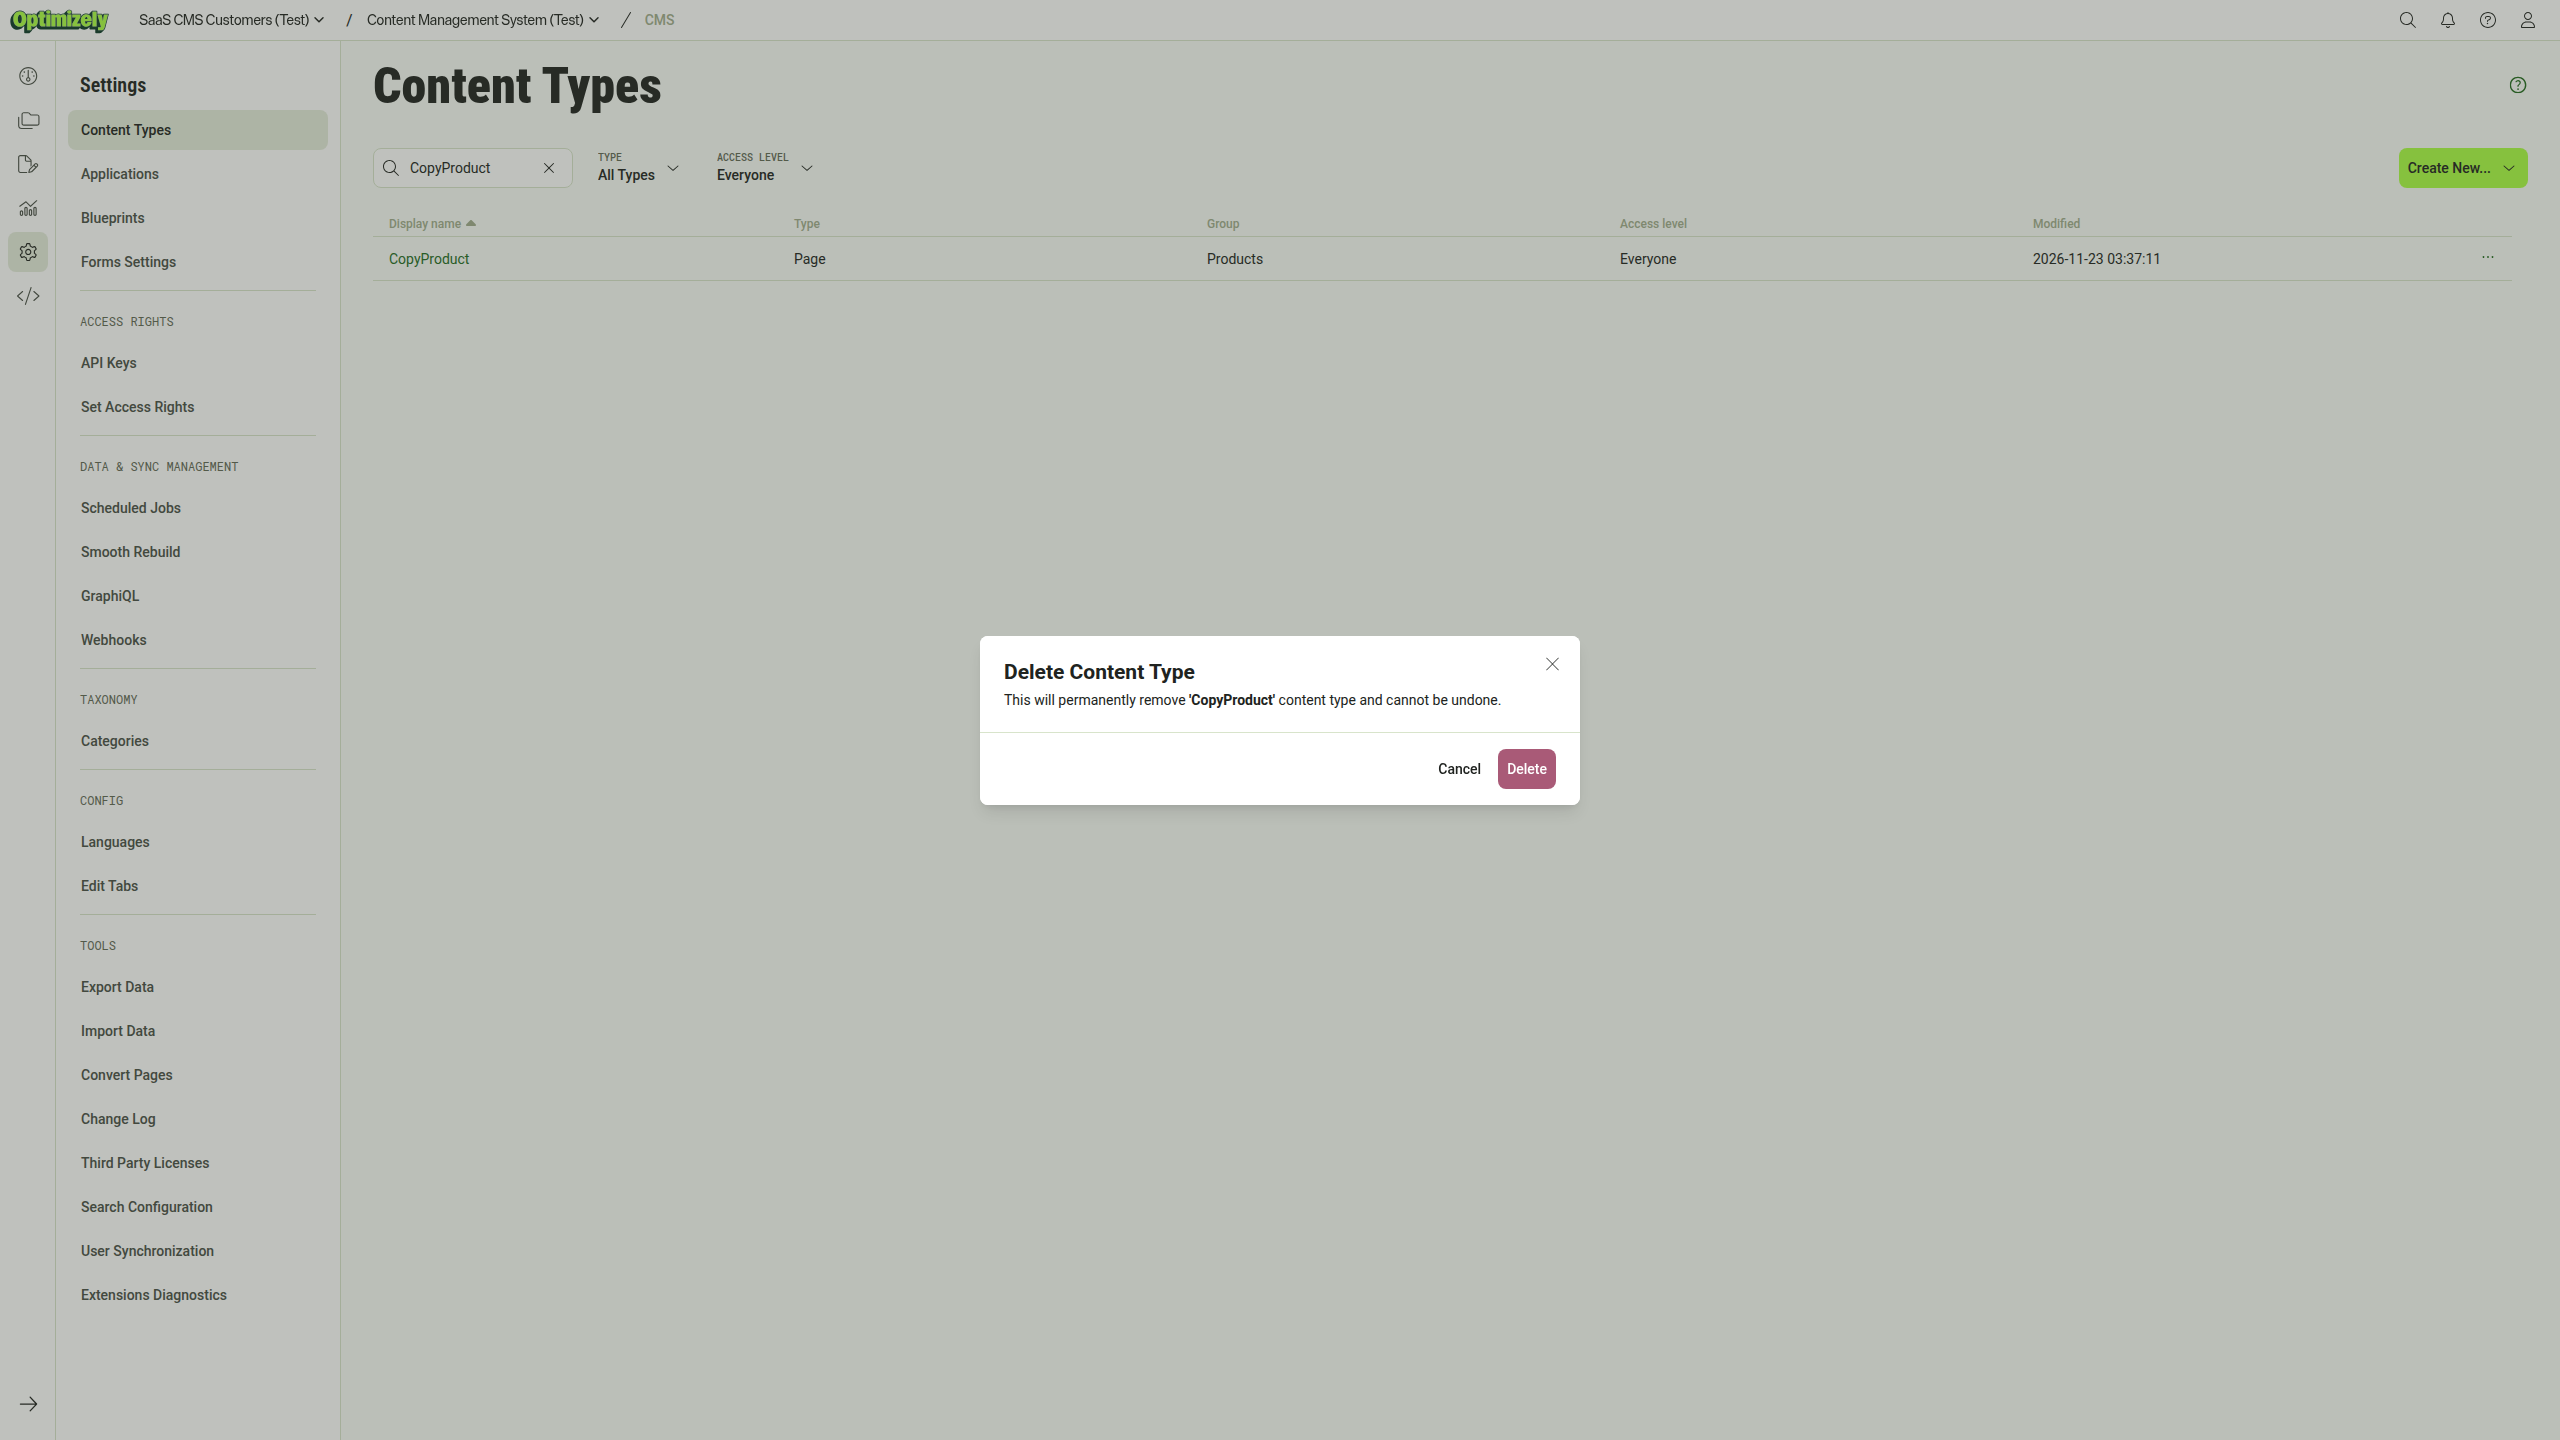 Optimizely SaaS CMS Customers (Test) / Content Management System (Test) / CMS
Settings
Content Types
Applications
Blueprints
Forms Settings
ACCESS RIGHTS
API Keys
Set Access Rights
DATA & SYNC MANAGEMENT
Scheduled Jobs
Smooth Rebuild
GraphiQL
Webhooks
TAXONOMY
Categories
CONFIG
Languages
Edit Tabs
TOOLS
Export Data
Import Data
Convert Pages
Change Log
Third Party Licenses
Search Configuration
User Synchronization
Extensions Diagnostics
Content Types
CopyProduct
TYPE
All Types
ACCESS LEVEL
Everyone
Create New...
Display name Type Group Access level Modified
CopyProduct Page Products Everyone 2026-11-23 03:37:11 ...
Delete Content Type
This will permanently remove 'CopyProduct' content type and cannot be undone.
Cancel Delete